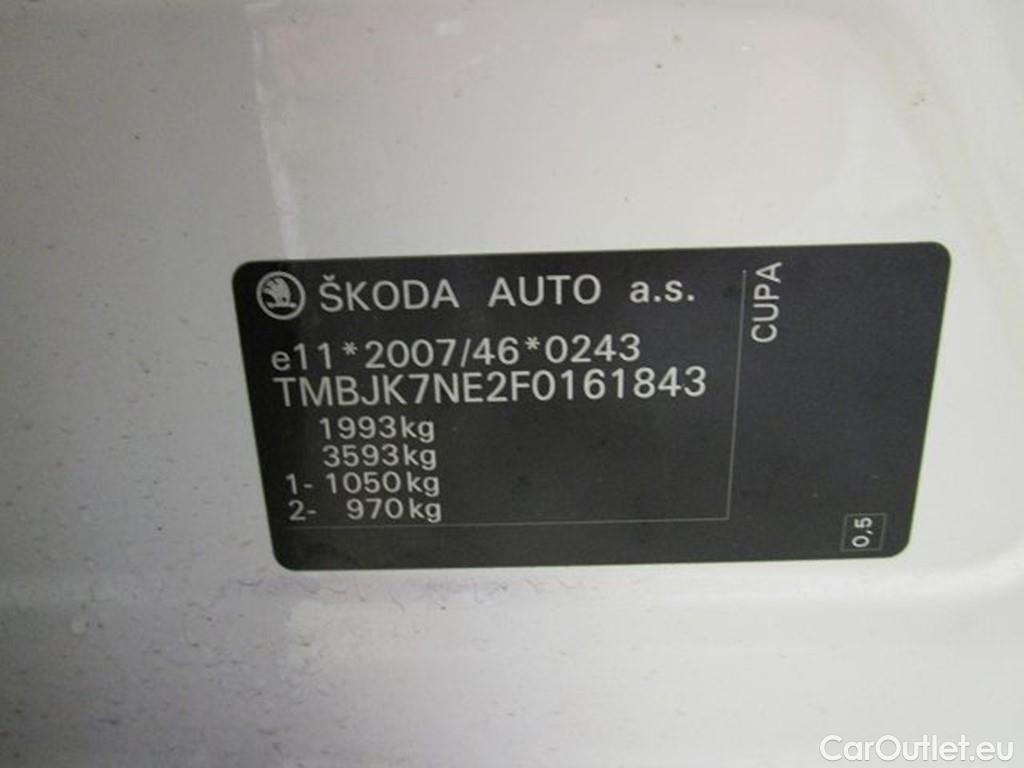 ŠKODA AUTO a.s.
e11*2007/46*0243
TMBJK7NE2F0161843
1993kg
3593kg
1- 1050kg
2- 970kg
CUPA
0,5
CarOutlet.eu